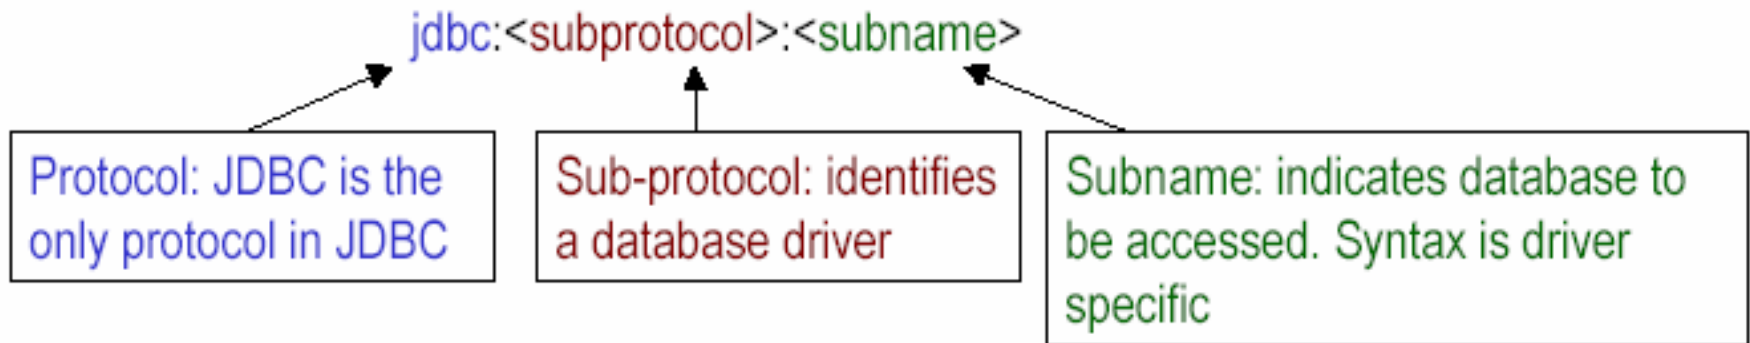 jdbc:<subprotocol>:<subname>
Protocol: JDBC is the
only protocol in JDBC
Sub-protocol: identifies
a database driver
Subname: indicates database to
be accessed. Syntax is driver
specific